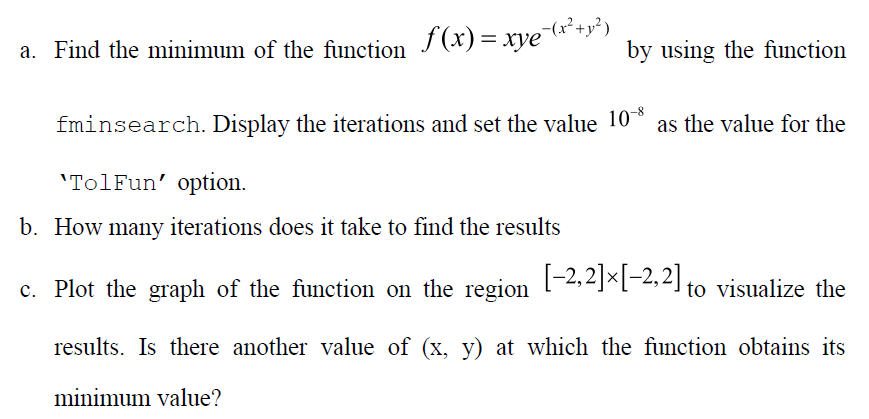 a. Find the minimum of the function f(x) = xye^{-(x²+y²)} by using the function
fminsearch. Display the iterations and set the value 10⁻⁸ as the value for the
‘TolFun’ option.
b. How many iterations does it take to find the results
c. Plot the graph of the function on the region [−2,2]×[−2,2] to visualize the
results. Is there another value of (x, y) at which the function obtains its
minimum value?